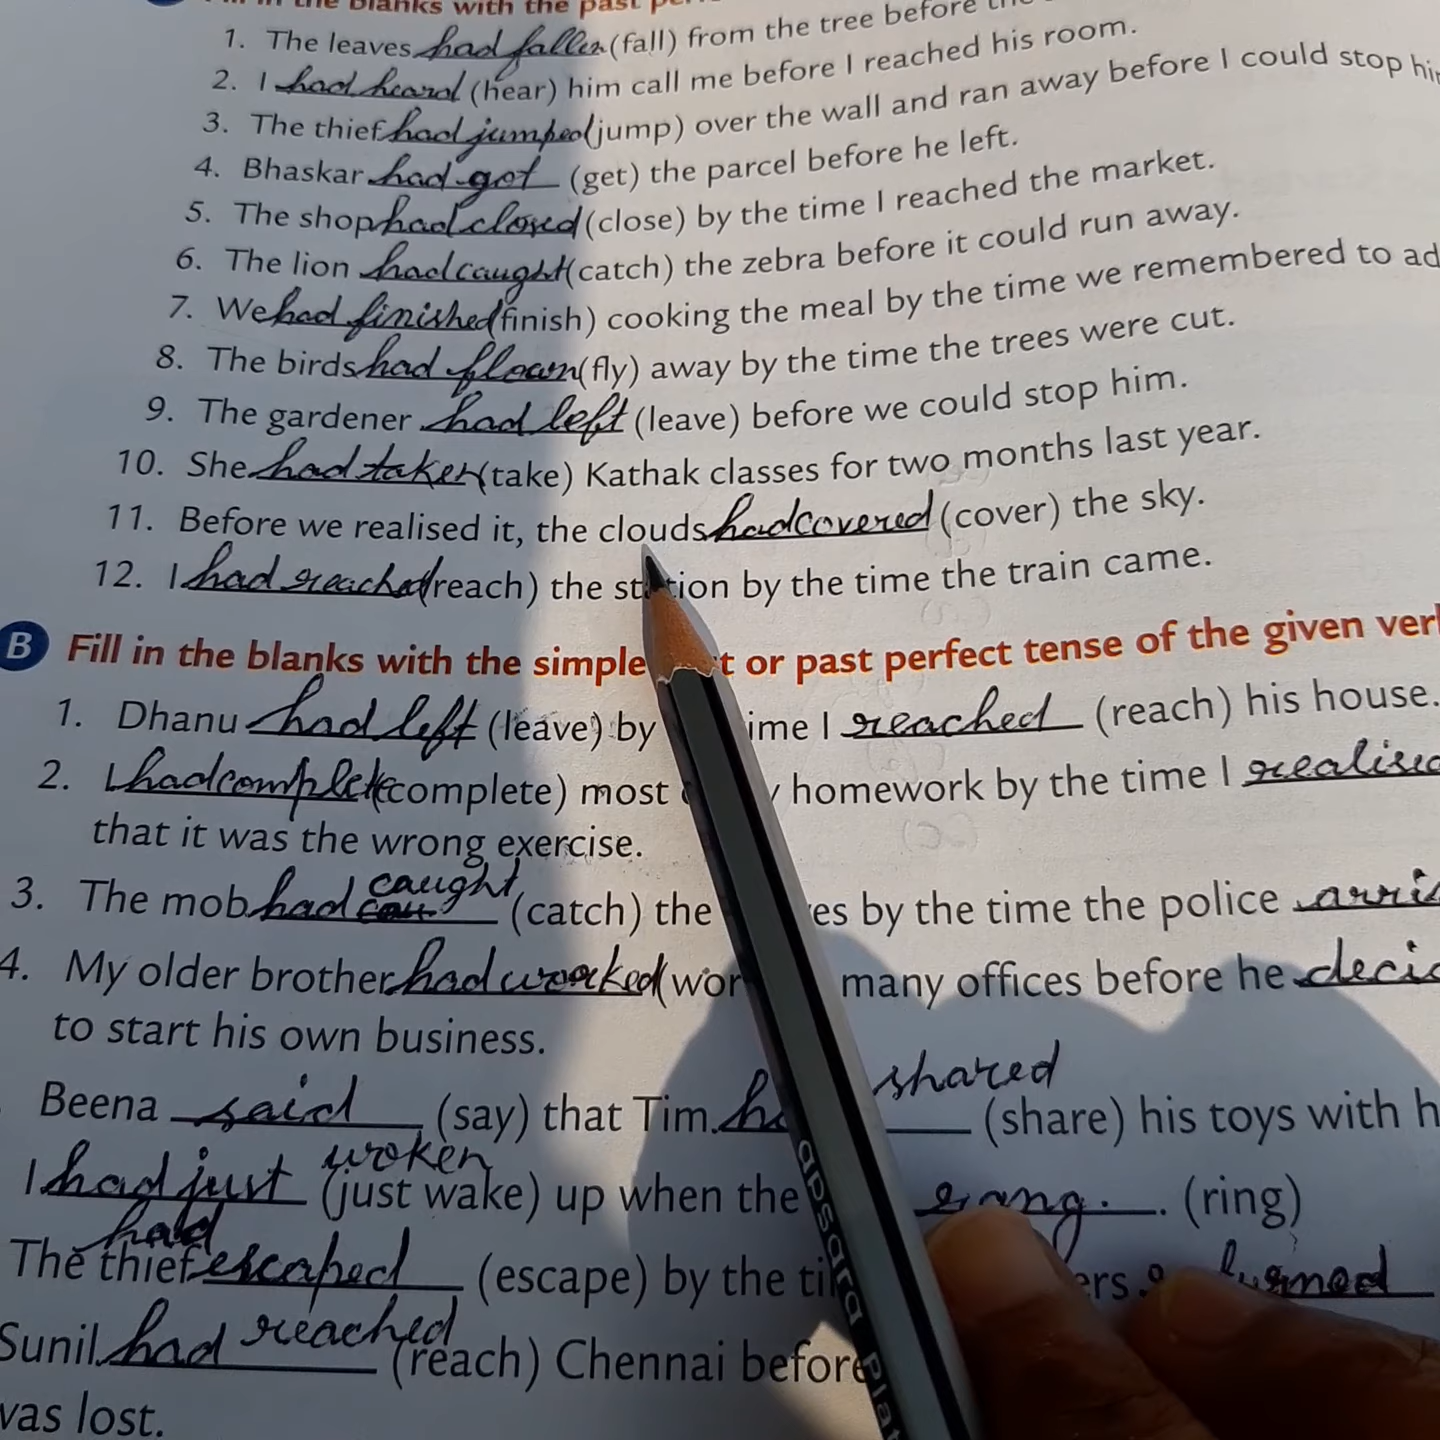 in the blanks with the past
1. The leaves had fallen (fall) from the tree before
2. I had heard (hear) him call me before I reached his room.
3. The thief had jumped (jump) over the wall and ran away before I could stop
4. Bhaskar had got (get) the parcel before he left.
5. The shop had closed (close) by the time I reached the market.
6. The lion had caught (catch) the zebra before it could run away.
7. We had finished (finish) cooking the meal by the time we remembered to
8. The birds had flown (fly) away by the time the trees were cut.
9. The gardener had left (leave) before we could stop him.
10. She had taken (take) Kathak classes for two months last year.
11. Before we realised it, the clouds had covered (cover) the sky.
12. I had reached (reach) the station by the time the train came.
B Fill in the blanks with the simple or past perfect tense of the given
1. Dhanu had left (leave) by I reached (reach) his house.
2. I had complete (complete) most homework by the time I
that it was the wrong exercise.
3. The mob had caught (catch) the by the time the police
4. My older brother had worked many offices before he
to start his own business.
Beena said (say) that Tim shared (share) his toys with
I had just woken (just wake) up when the rang. (ring)
The thief had escaped (escape) by the
Sunil had reached (reach) Chennai before
was lost.
apsara